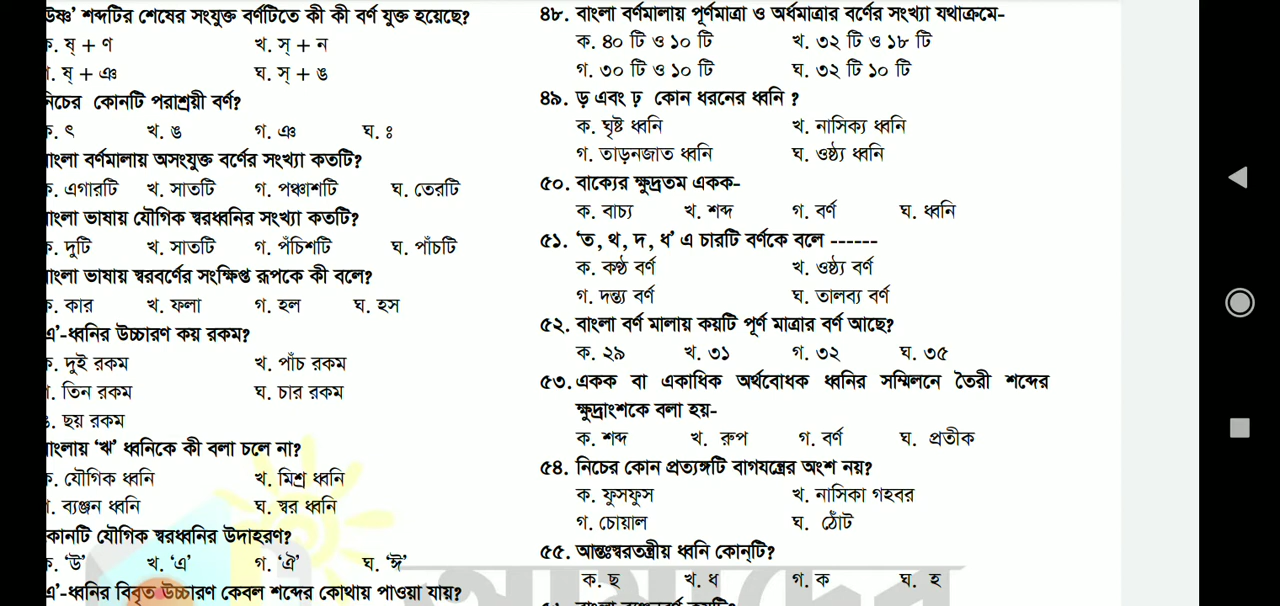 উষ্ণ’ শব্দটির শেষের সংযুক্ত বর্ণটিতে কী কী বর্ণ যুক্ত হয়েছে?
ক. ষ্ + ণ খ. স্ + ন
গ. ষ্ + ঞ ঘ. স্ + ঙ
নিচের কোনটি পরাশ্রয়ী বর্ণ?
ক. ৎ খ. ঙ গ. ঞ ঘ. ঃ
বাংলা বর্ণমালায় অসংযুক্ত বর্ণের সংখ্যা কতটি?
ক. এগারটি খ. সাতটি গ. পঞ্চাশটি ঘ. তেরটি
বাংলা ভাষায় যৌগিক স্বরধ্বনির সংখ্যা কতটি?
ক. দুটি খ. সাতটি গ. পঁচিশটি ঘ. পাঁচটি
বাংলা ভাষায় স্বরবর্ণের সংক্ষিপ্ত রূপকে কী বলে?
ক. কার খ. ফলা গ. হল ঘ. হস
এ’-ধ্বনির উচ্চারণ কয় রকম?
ক. দুই রকম খ. পাঁচ রকম
গ. তিন রকম ঘ. চার রকম
ঙ. ছয় রকম
বাংলায় ‘ঋ’ ধ্বনিকে কী বলা চলে না?
ক. যৌগিক ধ্বনি খ. মিশ্র ধ্বনি
গ. ব্যঞ্জন ধ্বনি ঘ. স্বর ধ্বনি
কোনটি যৌগিক স্বরধ্বনির উদাহরণ?
ক. ‘উ’ খ. ‘এ’ গ. ‘ঐ’ ঘ. ‘ঈ’
এ’-ধ্বনির বিবৃত উচ্চারণ কেবল শব্দের কোথায় পাওয়া যায়?
৪৮. বাংলা বর্ণমালায় পূর্ণমাত্রা ও অর্ধমাত্রার বর্ণের সংখ্যা যথাক্রমে-
ক. ৪০ টি ও ১০ টি খ. ৩২ টি ও ১৮ টি
গ. ৩০ টি ও ১০ টি ঘ. ৩২ টি ১০ টি
৪৯. ড় এবং ঢ় কোন ধরনের ধ্বনি ?
ক. ঘৃষ্ট ধ্বনি খ. নাসিক্য ধ্বনি
গ. তাড়নজাত ধ্বনি ঘ. ওষ্ঠ্য ধ্বনি
৫০. বাক্যের ক্ষুদ্রতম একক-
ক. বাচ্য খ. শব্দ গ. বর্ণ ঘ. ধ্বনি
৫১. ‘ত, থ, দ, ধ’ এ চারটি বর্ণকে বলে ------
ক. কণ্ঠ বর্ণ খ. ওষ্ঠ্য বর্ণ
গ. দন্ত্য বর্ণ ঘ. তালব্য বর্ণ
৫২. বাংলা বর্ণ মালায় কয়টি পূর্ণ মাত্রার বর্ণ আছে?
ক. ২৯ খ. ৩১ গ. ৩২ ঘ. ৩৫
৫৩. একক বা একাধিক অর্থবোধক ধ্বনির সম্মিলনে তৈরী শব্দের
ক্ষুদ্রাংশকে বলা হয়-
ক. শব্দ খ. রুপ গ. বর্ণ ঘ. প্রতীক
৫৪. নিচের কোন প্রত্যঙ্গটি বাগযন্ত্রের অংশ নয়?
ক. ফুসফুস খ. নাসিকা গহবর
গ. চোয়াল ঘ. ঠোঁট
৫৫. আন্তঃস্বরতন্ত্রীয় ধ্বনি কোন্‌টি?
ক. ছ খ. ধ গ. ক ঘ. হ